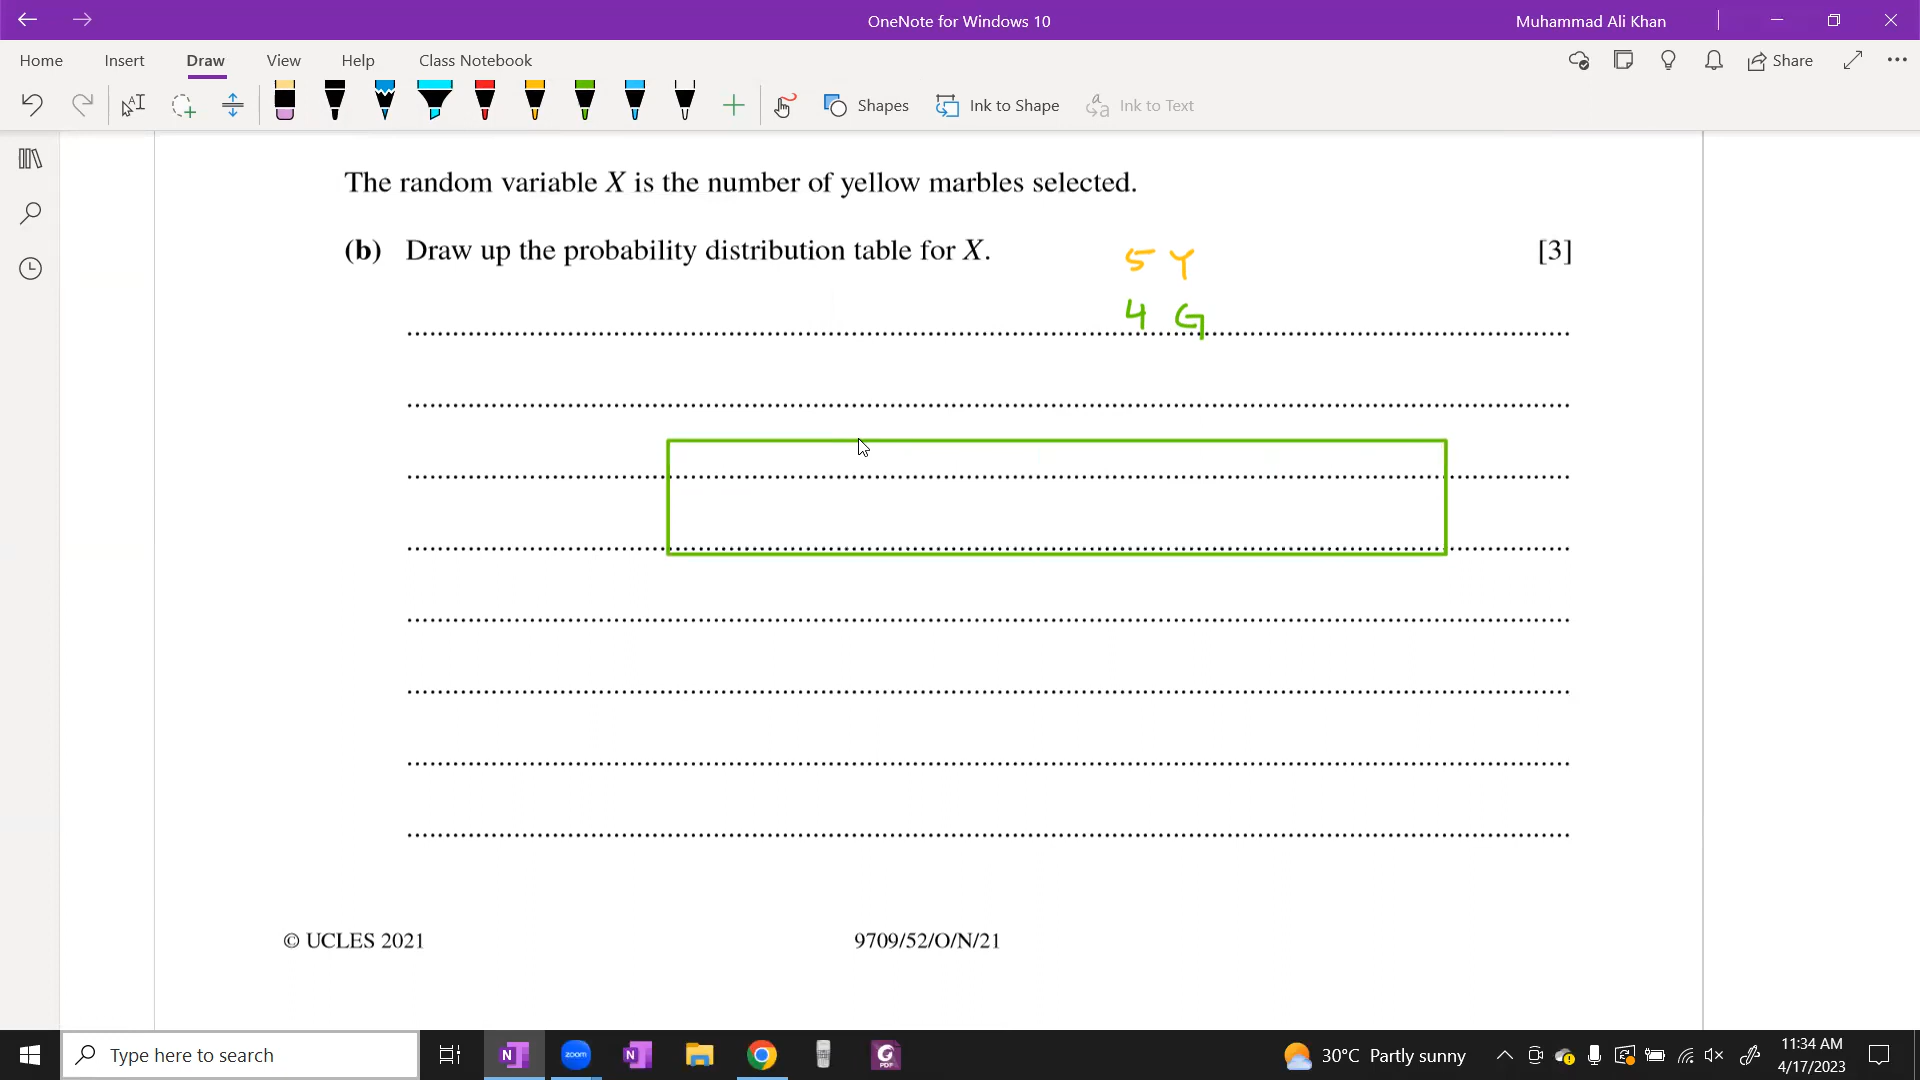 OneNote for Windows 10
Muhammad Ali Khan
Home Insert Draw View Help Class Notebook
Share
Shapes Ink to Shape Ink to Text
The random variable X is the number of yellow marbles selected.
(b) Draw up the probability distribution table for X. [3]
5 Y
4 G
© UCLES 2021 9709/52/O/N/21
Type here to search
zoom
30°C Partly sunny
11:34 AM
4/17/2023